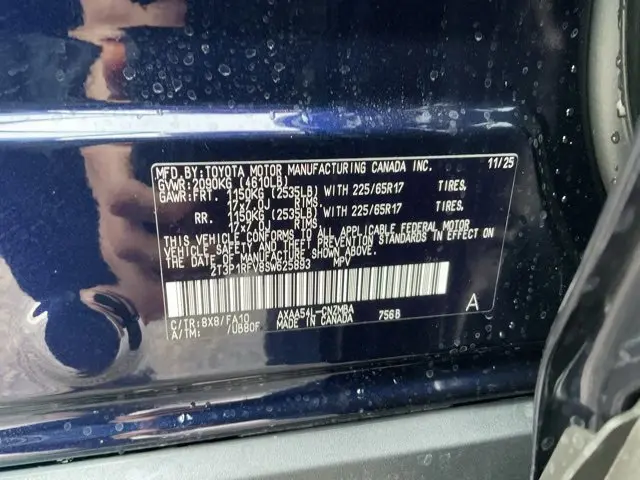 MFD.BY:TOYOTA MOTOR MANUFACTURING CANADA INC. 11/25
GVWR:2090KG (4610LB)
GAWR:FRT. 1150KG (2535LB) WITH 225/65R17 TIRES,
17x7.0J RIMS,
RR. 1150KG (2535LB) WITH 225/65R17 TIRES,
17x7.0J RIMS.
THIS VEHICLE CONFORMS TO ALL APPLICABLE FEDERAL MOTOR
VEHICLE SAFETY AND THEFT PREVENTION STANDARDS IN EFFECT ON
THE DATE OF MANUFACTURE SHOWN ABOVE.
2T3P1RFV8SW625893 MPV
C/TR:BX8/FA10 AXAA54L-CNZMBA 756B A
A/TM: /UB80F MADE IN CANADA